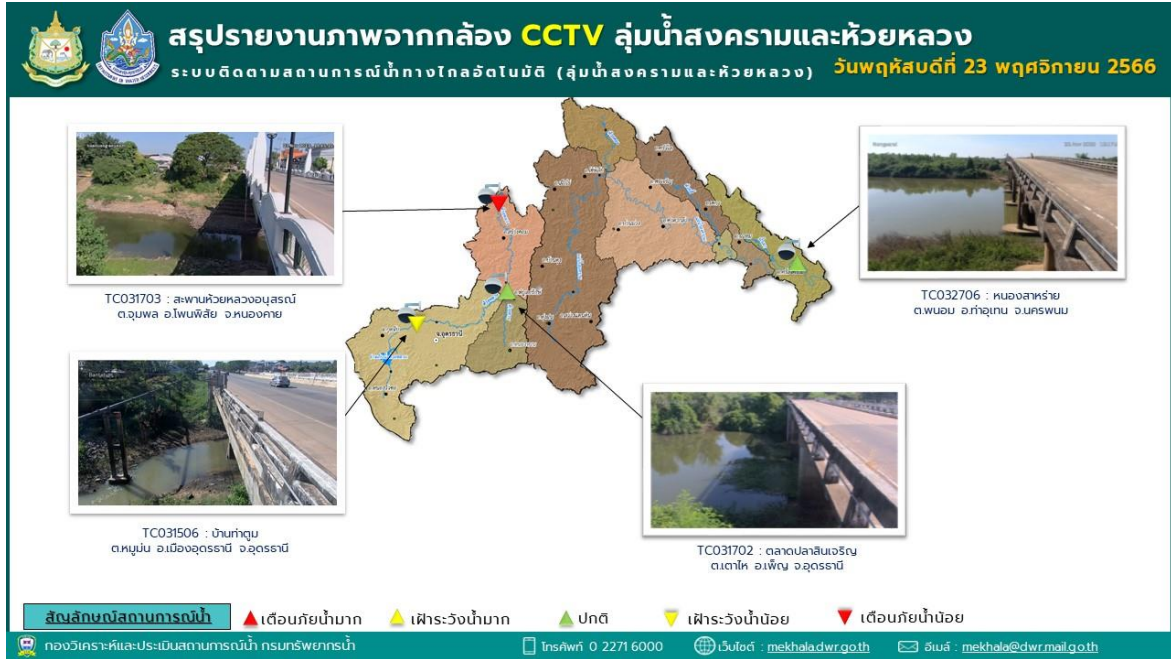 สรุปรายงานภาพจากกล้อง CCTV ลุ่มน้ำสงครามและห้วยหลวง
ระบบติดตามสถานการณ์น้ำทางไกลอัตโนมัติ (ลุ่มน้ำสงครามและห้วยหลวง)
วันพฤหัสบดีที่ 23 พฤศจิกายน 2566
TC031703 : สะพานห้วยหลวงอนุสรณ์
ต.จุมพล อ.โพนพิสัย จ.หนองคาย
TC032706 : หนองสาหร่าย
ต.พนอม อ.ท่าอุเทน จ.นครพนม
จ.อุดรธานี
TC031506 : บ้านท่าตูม
ต.หมูม่น อ.เมืองอุดรธานี จ.อุดรธานี
TC031702 : ตลาดปลาสินเจริญ
ต.เตาไห อ.เพ็ญ จ.อุดรธานี
สัญลักษณ์สถานการณ์น้ำ
เตือนภัยน้ำมาก
เฝ้าระวังน้ำมาก
ปกติ
เฝ้าระวังน้ำน้อย
เตือนภัยน้ำน้อย
กองวิเคราะห์และประเมินสถานการณ์น้ำ กรมทรัพยากรน้ำ
โทรศัพท์ 0 2271 6000
เว็บไซต์ : mekhala.dwr.go.th
อีเมล์ : mekhala@dwr.mail.go.th